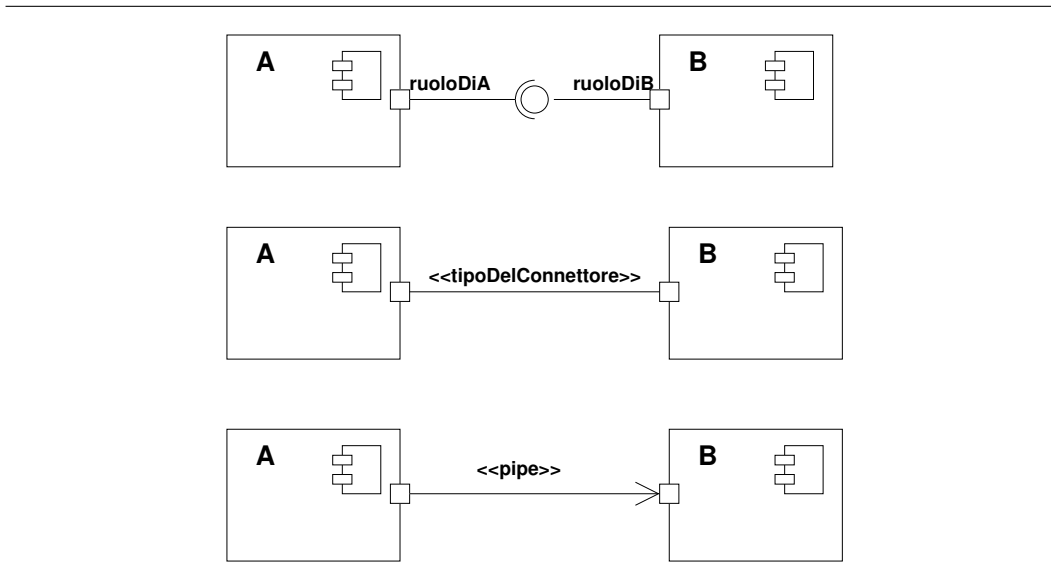 A B
ruoloDiA ruoloDiB
A B
<<tipoDelConnettore>>
A B
<<pipe>>